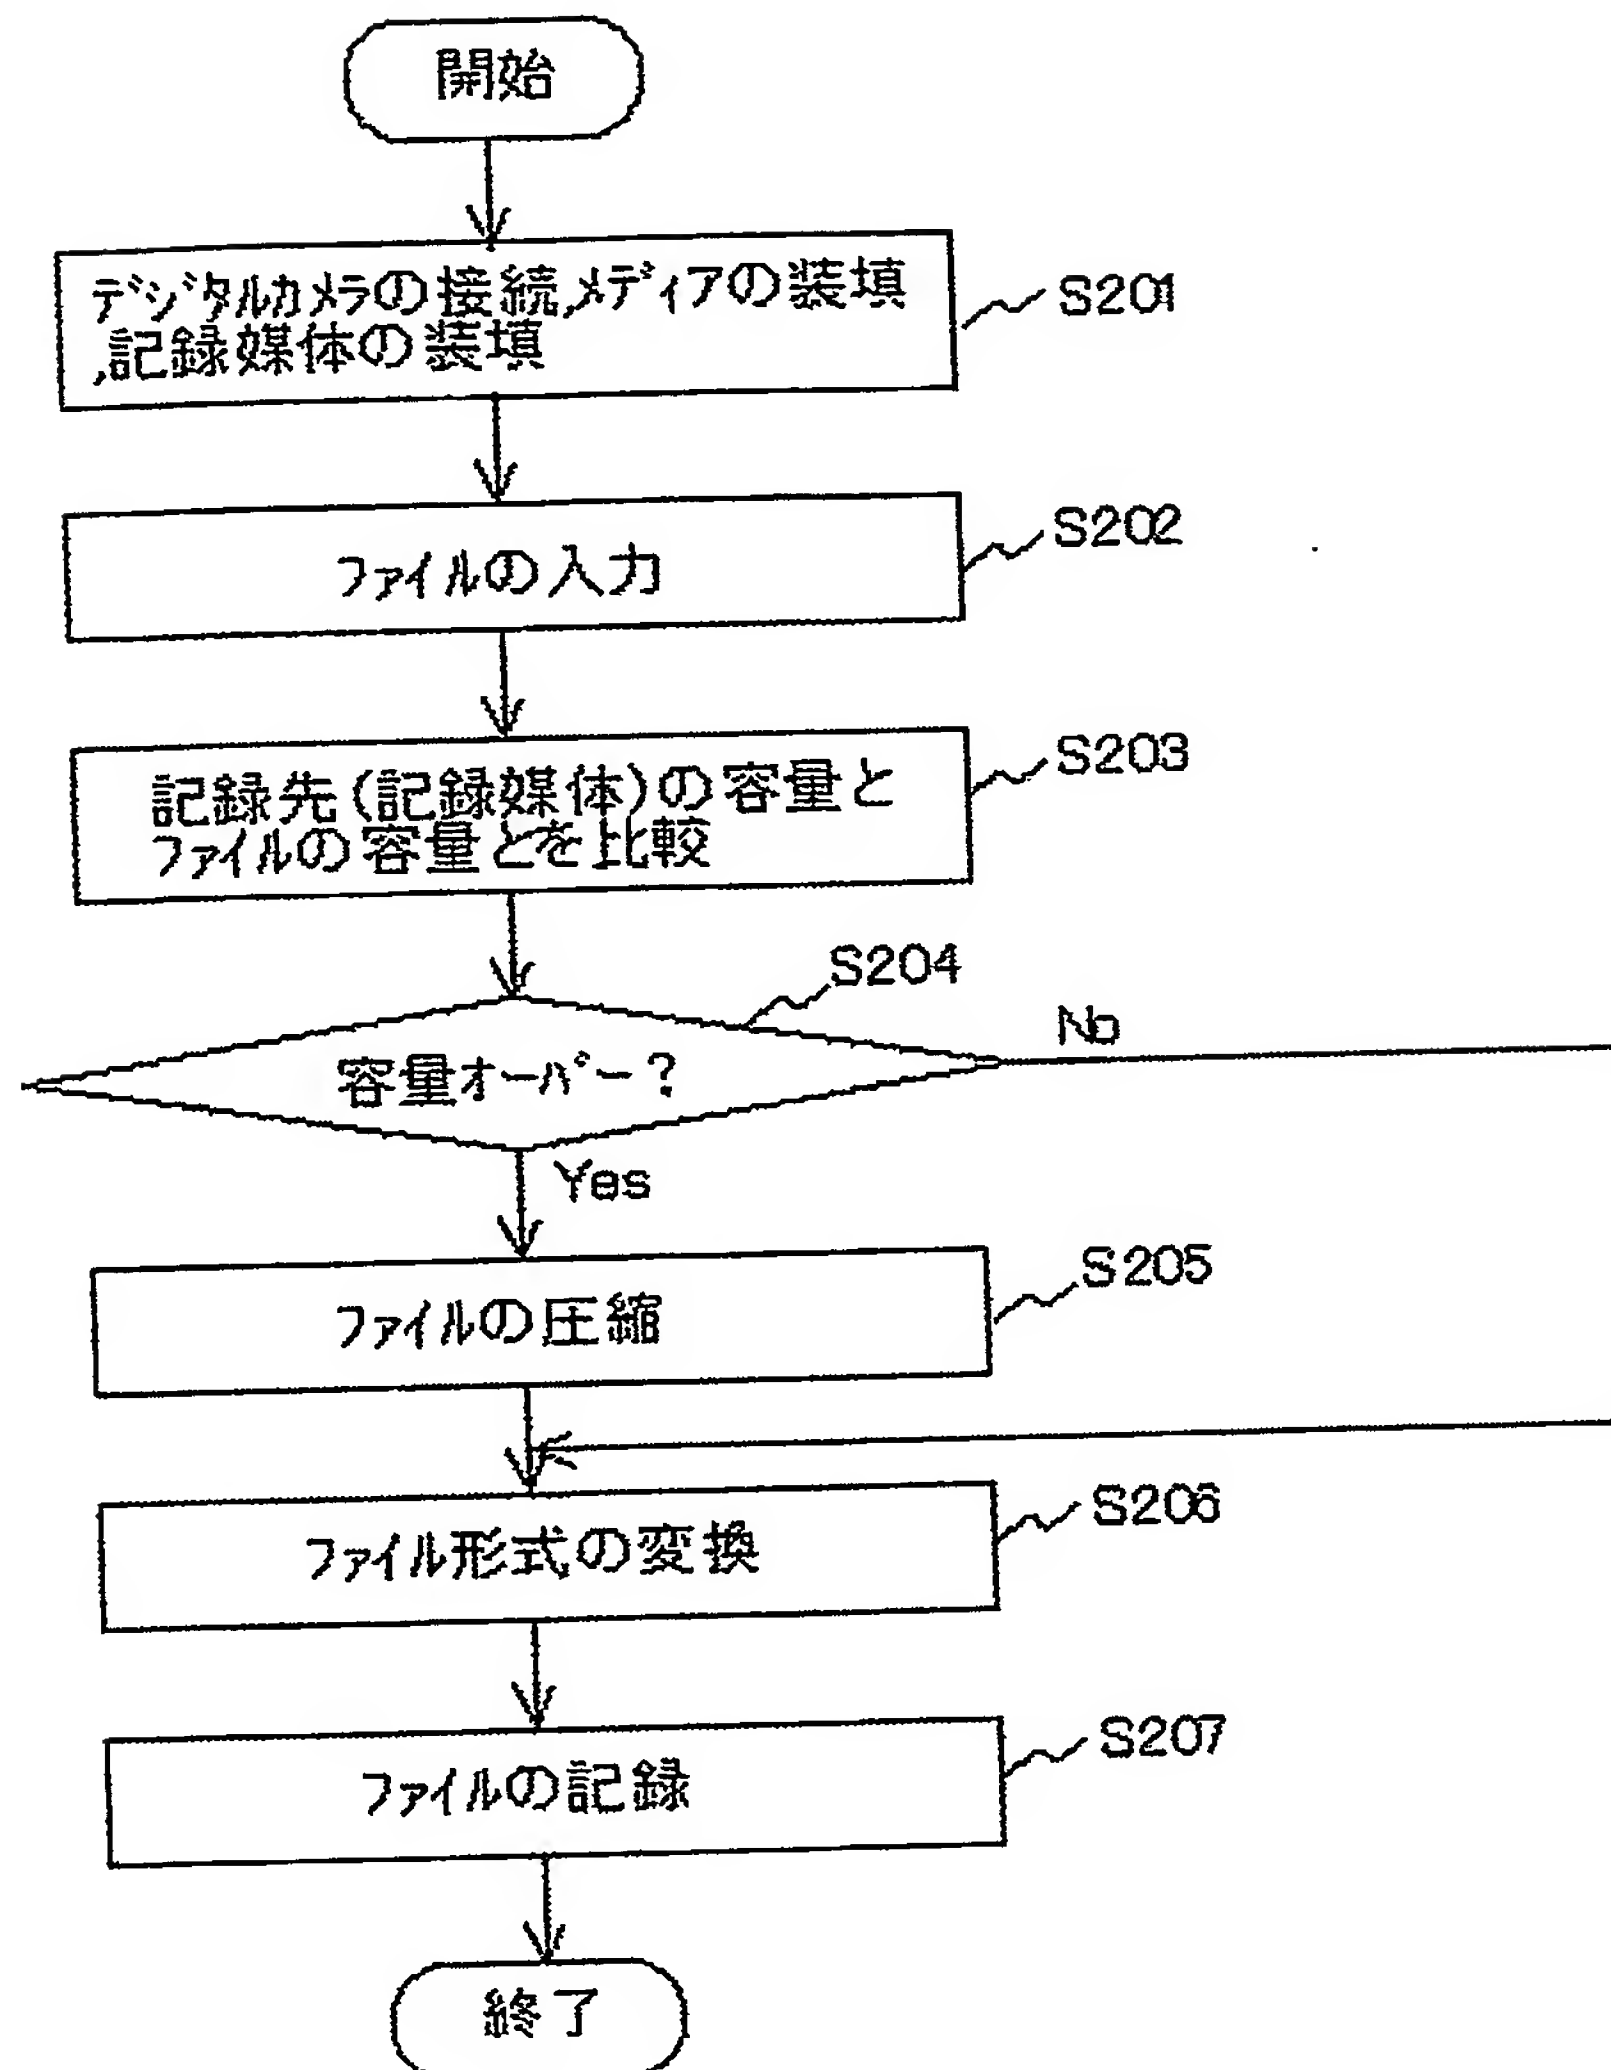 開始
デジタルカメラの接続,メディアの装填
,記録媒体の装填
S201
ファイルの入力
S202
記録先(記録媒体)の容量と
ファイルの容量とを比較
S203
S204
容量オーバー?
No
Yes
ファイルの圧縮
S205
ファイル形式の変換
S206
ファイルの記録
S207
終了